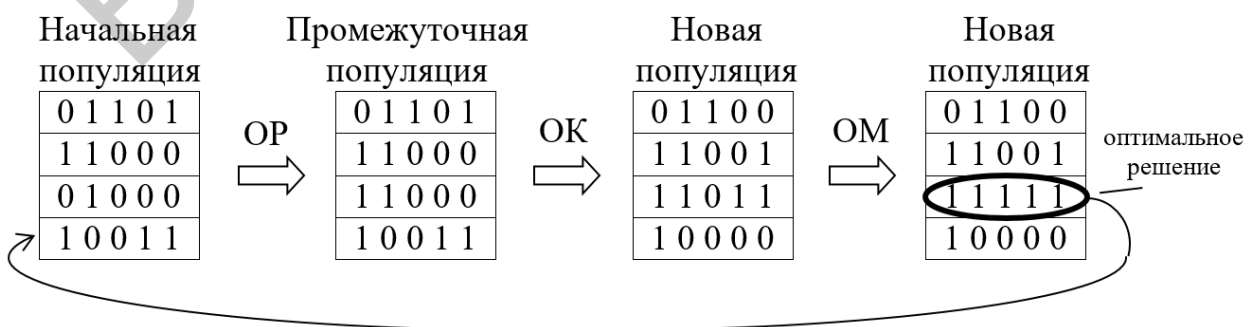 Начальная популяция
0 1 1 0 1
1 1 0 0 0
0 1 0 0 0
1 0 0 1 1
ОР
Промежуточная популяция
0 1 1 0 1
1 1 0 0 0
1 1 0 0 0
1 0 0 1 1
ОК
Новая популяция
0 1 1 0 0
1 1 0 0 1
1 1 0 1 1
1 0 0 0 0
ОМ
Новая популяция
0 1 1 0 0
1 1 0 0 1
1 1 1 1 1
1 0 0 0 0
оптимальное решение